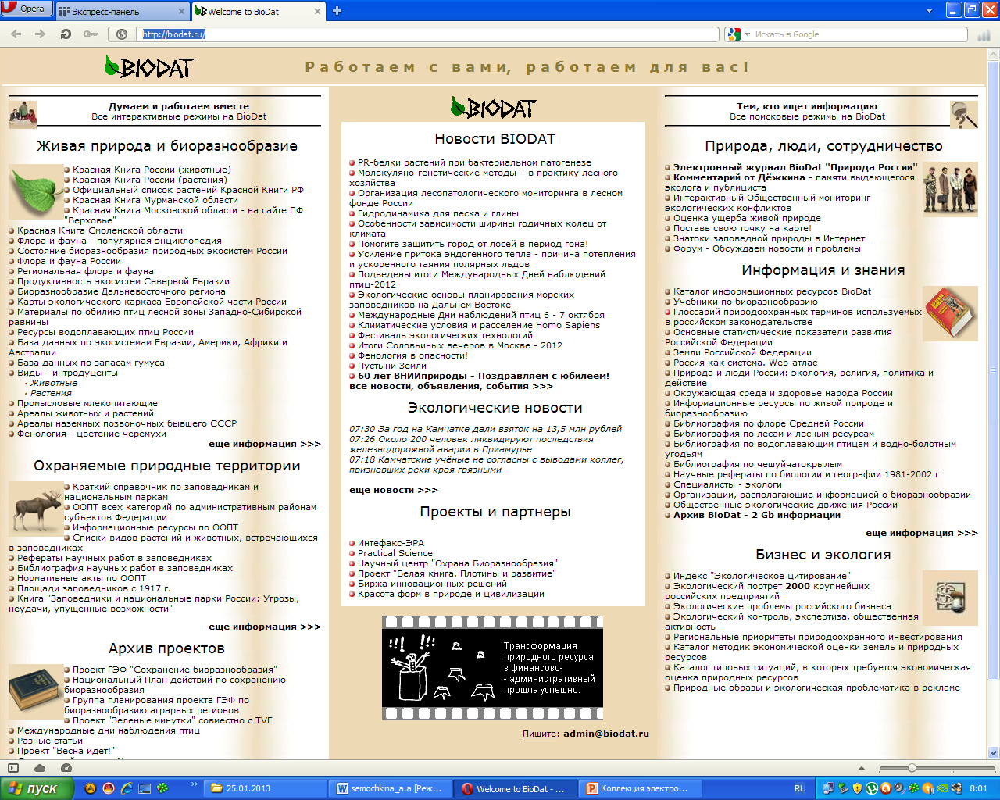 Opera
Экспресс-панель
Welcome to BioDat
http://biodat.ru/
Искать в Google
BIODAT
Работаем с вами, работаем для вас!
Думаем и работаем вместе
Все интерактивные режимы на BioDat
Живая природа и биоразнообразие
Красная Книга России (животные)
Красная Книга России (растения)
Официальный список растений Красной Книги РФ
Красная Книга Мурманской области
Красная Книга Московской области - на сайте ПФ
"Верховье"
Красная Книга Смоленской области
Флора и фауна - популярная энциклопедия
Состояние биоразнообразия природных экосистем России
Флора и фауна России
Региональная флора и фауна
Продуктивность экосистем Северной Евразии
Биоразнообразие Дальневосточного региона
Карты экологического каркаса Европейской части России
Материалы по обилию птиц лесной зоны Западно-Сибирской
равнины
Ресурсы водоплавающих птиц России
База данных по экосистемам Евразии, Америки, Африки и
Австралии
База данных по запасам гумуса
Виды - интродуценты
· Животные
· Растения
Промысловые млекопитающие
Ареалы животных и растений
Ареалы наземных позвоночных бывшего СССР
Фенология - цветение черемухи
еще информация >>>
Охраняемые природные территории
Краткий справочник по заповедникам и
национальным паркам
ООПТ всех категорий по административным районам
субъектов Федерации
Информационные ресурсы по ООПТ
Списки видов растений и животных, встречающихся
в заповедниках
Рефераты научных работ в заповедниках
Библиография научных работ в заповедниках
Нормативные акты по ООПТ
Площади заповедников с 1917 г.
Книга "Заповедники и национальные парки России: Угрозы,
неудачи, упущенные возможности"
еще информация >>>
Архив проектов
Проект ГЭФ "Сохранение биоразнообразия"
Национальный План действий по сохранению
биоразнообразия
Группа планирования проекта ГЭФ по
биоразнообразию аграрных регионов
Проект "Зеленые минутки" совместно с TVE
Международные дни наблюдения птиц
Разные статьи
Проект "Весна идет!"
BIODAT
Новости BIODAT
PR-белки растений при бактериальном патогенезе
Молекуляно-генетические методы – в практику лесного
хозяйства
Организация лесопатологического мониторинга в лесном
фонде России
Гидродинамика для песка и глины
Особенности зависимости ширины годичных колец от
климата
Помогите защитить город от лосей в период гона!
Усиление притока эндогенного тепла - причина потепления
и ускоренного таяния полярных льдов
Подведены итоги Международных Дней наблюдений
птиц-2012
Экологические основы планирования морских
заповедников на Дальнем Востоке
Международные Дни наблюдений птиц 6 - 7 октября
Климатические условия и расселение Homo Sapiens
Фестиваль экологических технологий
Итоги Соловьиных вечеров в Москве - 2012
Фенология в опасности!
Пустыни Земли
60 лет ВНИИприроды - Поздравляем с юбилеем!
все новости, объявления, события >>>
Экологические новости
07:30 За год на Камчатке дали взяток на 13,5 млн рублей
07:26 Около 200 человек ликвидируют последствия
железнодорожной аварии в Приамурье
07:18 Камчатские учёные не согласны с выводами коллег,
признавших реки края грязными
еще новости >>>
Проекты и партнеры
Интефакс-ЭРА
Practical Science
Научный центр "Охрана Биоразнообразия"
Проект "Белая книга. Плотины и развитие"
Биржа инновационных решений
Красота форм в природе и цивилизации
!!! !!!
Трансформация
природного ресурса
в финансово-
- административный
прошла успешно.
Пишите: admin@biodat.ru
Тем, кто ищет информацию
Все поисковые режимы на BioDat
Природа, люди, сотрудничество
Электронный журнал BioDat "Природа России"
Комментарий от Дёжкина - памяти выдающегося
эколога и публициста
Интерактивный Общественный мониторинг
экологических конфликтов
Оценка ущерба живой природе
Поставь свою точку на карте!
Знатоки заповедной природы в Интернет
Форум - Обсуждаем новости и проблемы
Информация и знания
Каталог информационных ресурсов BioDat
Учебники по биоразнообразию
Глоссарий природоохранных терминов используемых
в российском законодательстве
Основные статистические показатели развития
Российской Федерации
Земли Российской Федерации
Россия как система. Web-атлас
Природа и люди России: экология, религия, политика и
действие
Окружающая среда и здоровье народа России
Информационные ресурсы по живой природе и
биоразнообразию
Библиография по флоре Средней России
Библиография по лесам и лесным ресурсам
Библиография по водоплавающим птицам и водно-болотным
угодьям
Библиография по чешуйчатокрылым
Научные рефераты по биологии и географии 1981-2002 г
Специалисты - экологи
Организации, располагающие информацией о биоразнообразии
Общественные экологические движения России
Архив BioDat - 2 Gb информации
еще информация >>>
Бизнес и экология
Индекс "Экологическое цитирование"
Экологический портрет 2000 крупнейших
российских предприятий
Экологические проблемы российского бизнеса
Экологический контроль, экспертиза, общественная
активность
Региональные приоритеты природоохранного инвестирования
Каталог методик экономической оценки земель и природных
ресурсов
Каталог типовых ситуаций, в которых требуется экономическая
оценка природных ресурсов
Природные образы и экологическая проблематика в рекламе
пуск
25.01.2013
semochkina_a.a [Реж...
Welcome to BioDat - ...
Коллекция электро...
RU
8:01